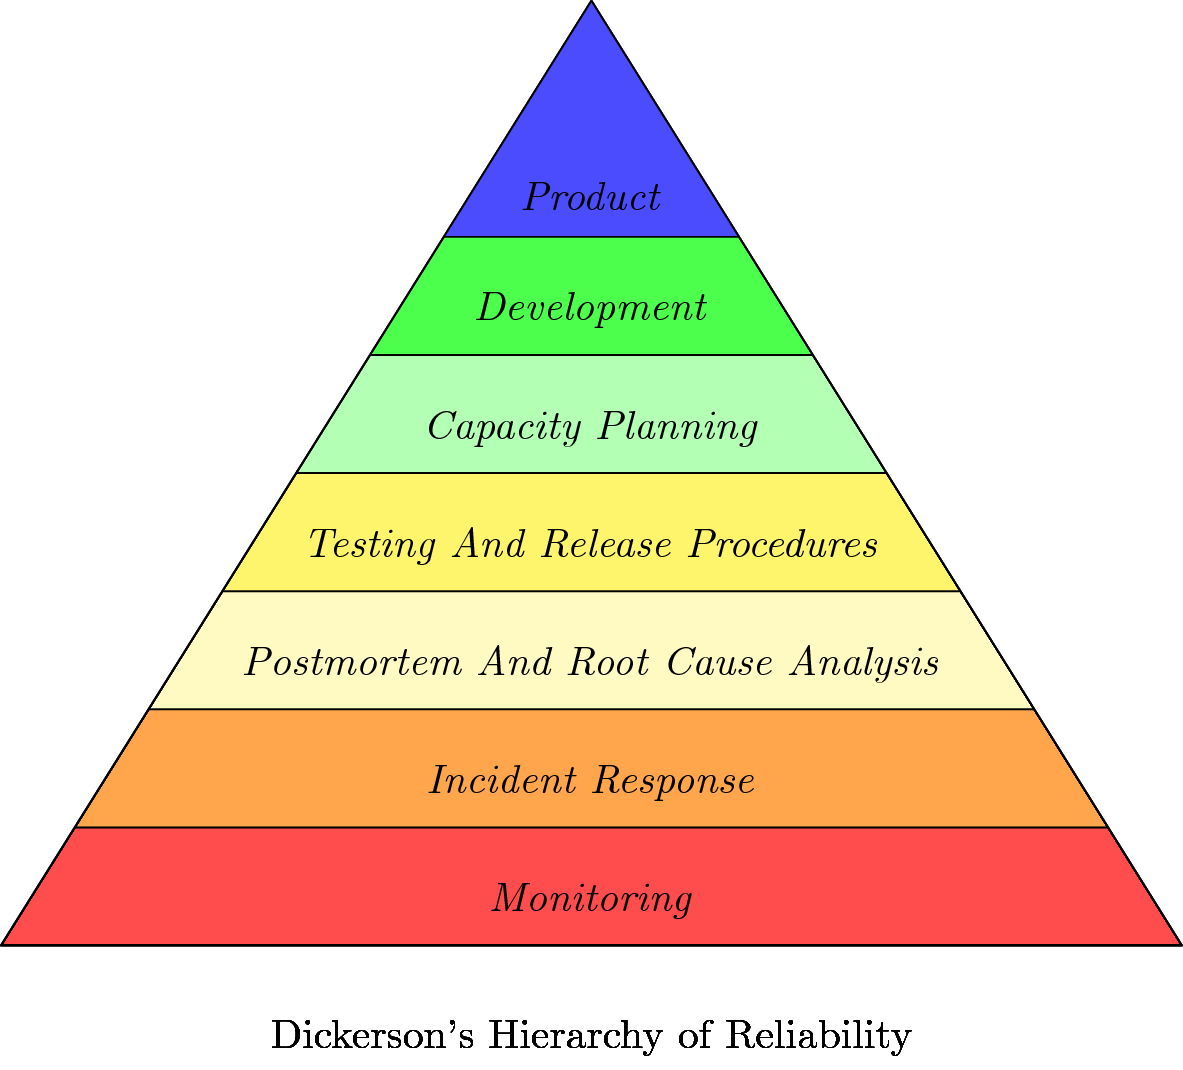 Product
Development
Capacity Planning
Testing And Release Procedures
Postmortem And Root Cause Analysis
Incident Response
Monitoring
Dickerson's Hierarchy of Reliability